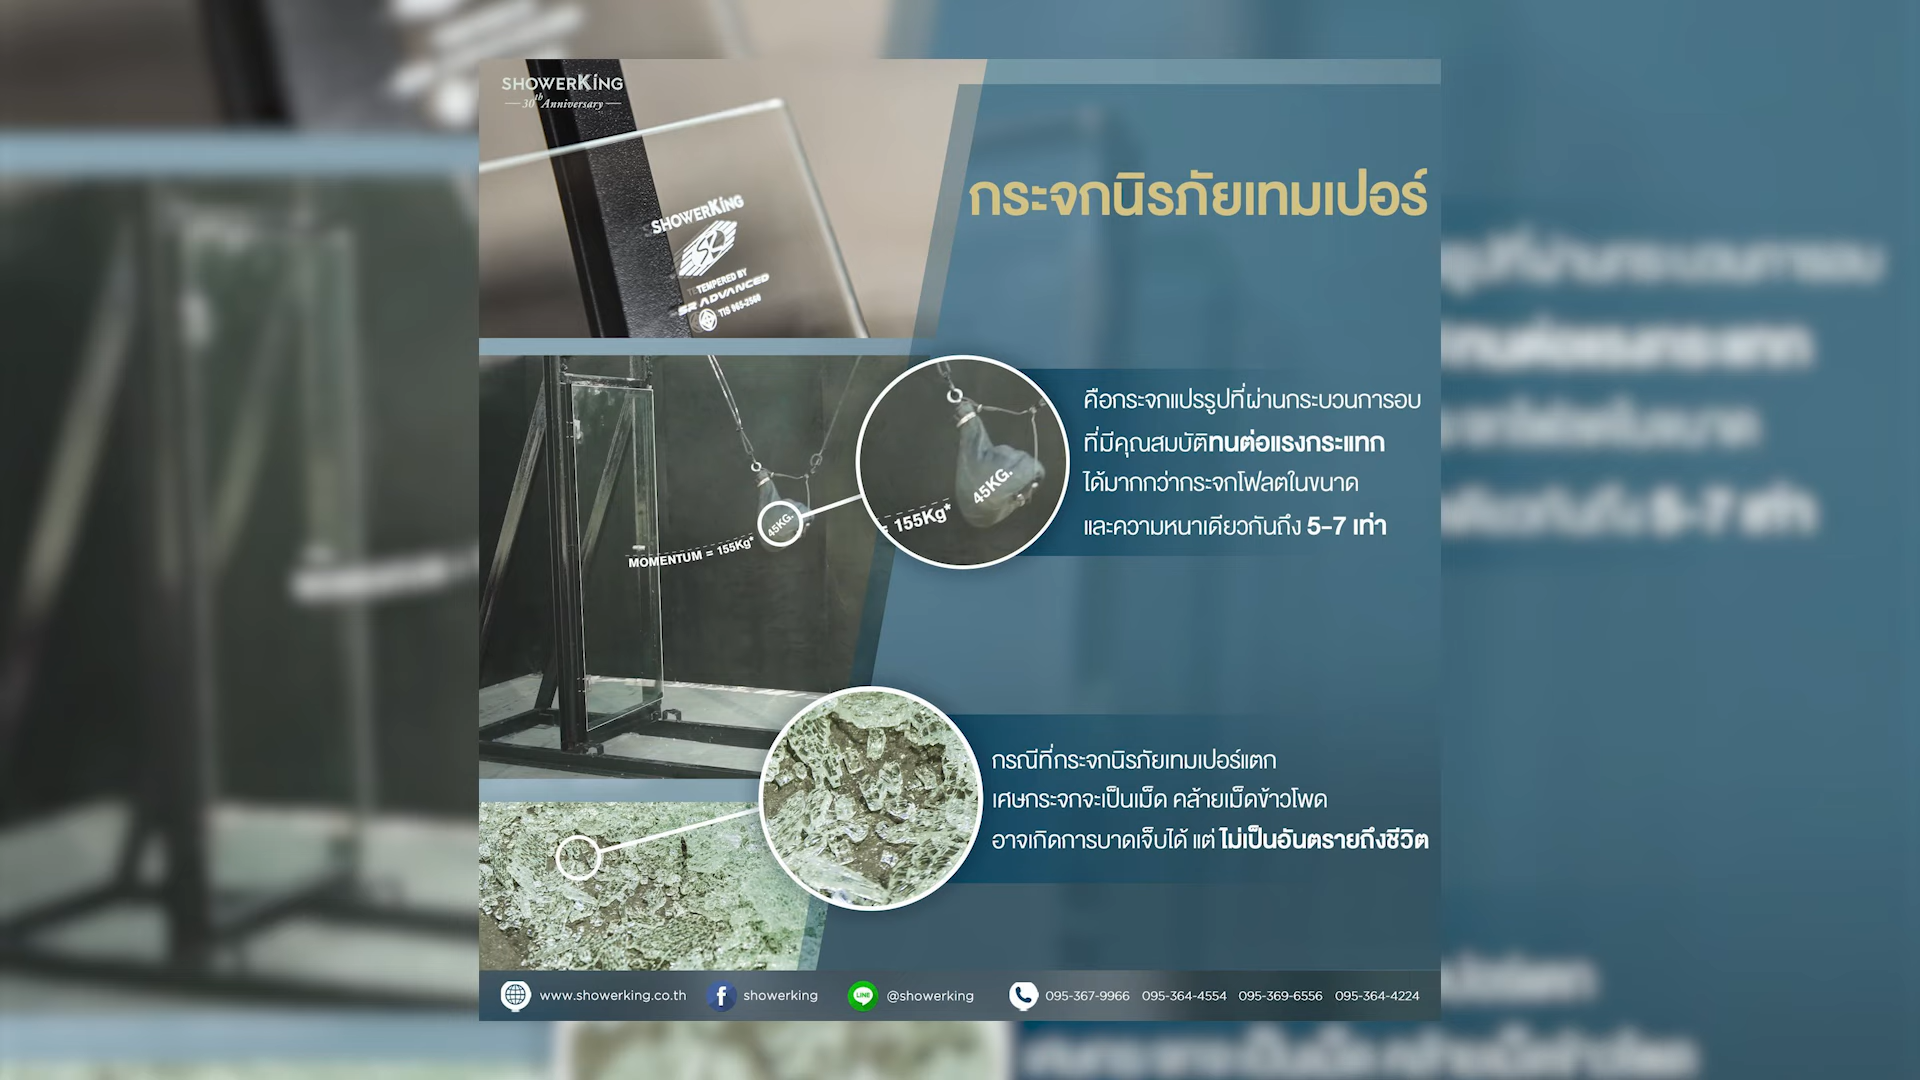 SHOWERKING
30th Anniversary
SHOWERKING
TEMPERED BY
SR ADVANCED
TIS 965-2560
กระจกนิรภัยเทมเปอร์
คือกระจกแปรรูปที่ผ่านกระบวนการอบ
ที่มีคุณสมบัติทนต่อแรงกระแทก
ได้มากกว่ากระจกโฟลตในขนาด
และความหนาเดียวกันถึง 5-7 เท่า
45KG.
= 155Kg*
45KG.
MOMENTUM = 155Kg*
กรณีที่กระจกนิรภัยเทมเปอร์แตก
เศษกระจกจะเป็นเม็ด คล้ายเม็ดข้าวโพด
อาจเกิดการบาดเจ็บได้ แต่ ไม่เป็นอันตรายถึงชีวิต
www.showerking.co.th showerking @showerking 095-367-9966 095-364-4554 095-369-6556 095-364-4224